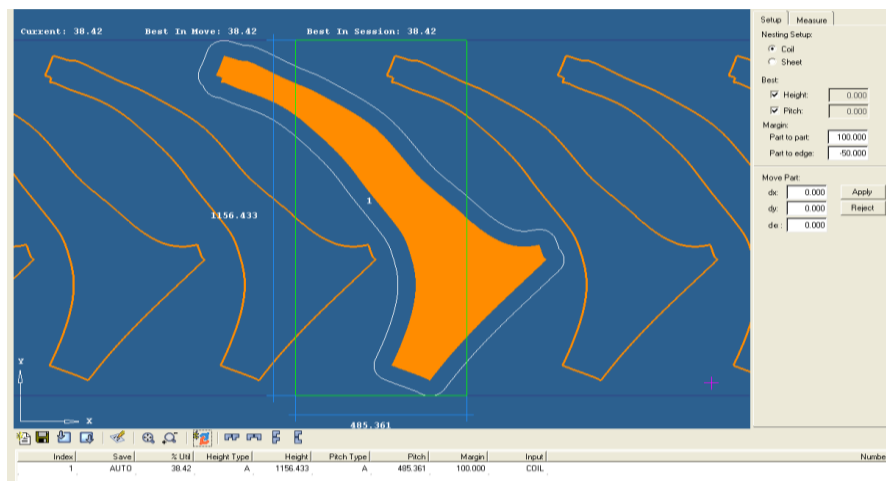 Current: 38.42 Best In Move: 38.42 Best In Session: 38.42
1
1156.433
Y
X
485.361
Setup Measure
Nesting Setup:
Coil
Sheet
Best:
Height: 0.000
Pitch: 0.000
Margin:
Part to part: 100.000
Part to edge: -50.000
Move Part:
dx: 0.000 Apply
dy: 0.000 Reject
de : 0.000
Index Save % Util Height Type Height Pitch Type Pitch Margin Input Numbe
1 AUTO 38.42 A 1156.433 A 485.361 100.000 COIL